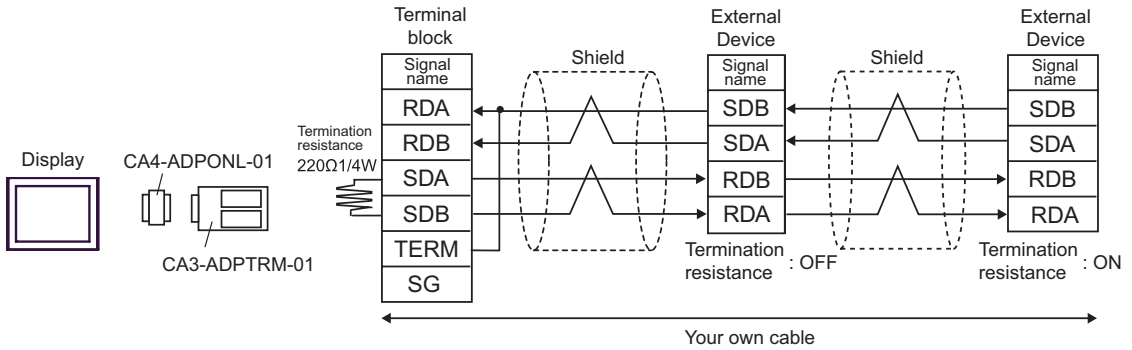 Display
CA4-ADPONL-01
CA3-ADPTRM-01
Termination
resistance
220Ω1/4W
Terminal
block
Signal
name
RDA
RDB
SDA
SDB
TERM
SG
Shield
External
Device
Signal
name
SDB
SDA
RDB
RDA
Termination
resistance : OFF
Shield
External
Device
Signal
name
SDB
SDA
RDB
RDA
Termination
resistance : ON
Your own cable